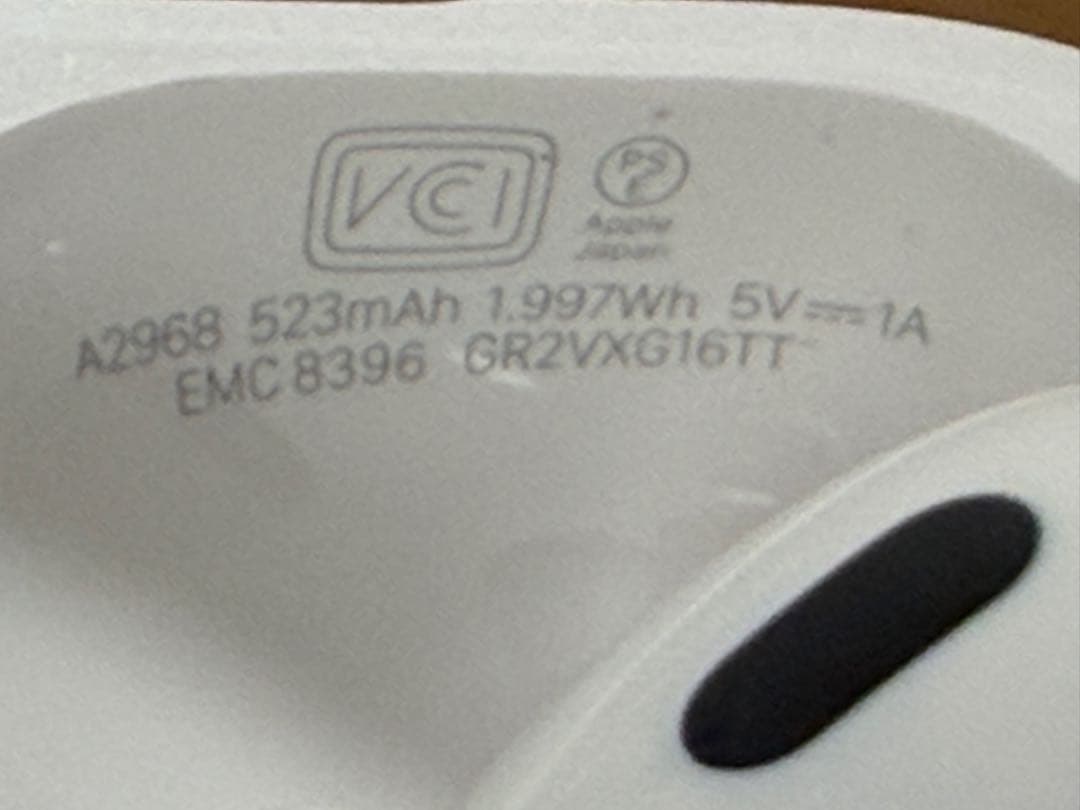 VCI
PS E
Apple
Japan
A2968 523mAh 1.997Wh 5V⎓1A
EMC 8396 GR2VXG16TT